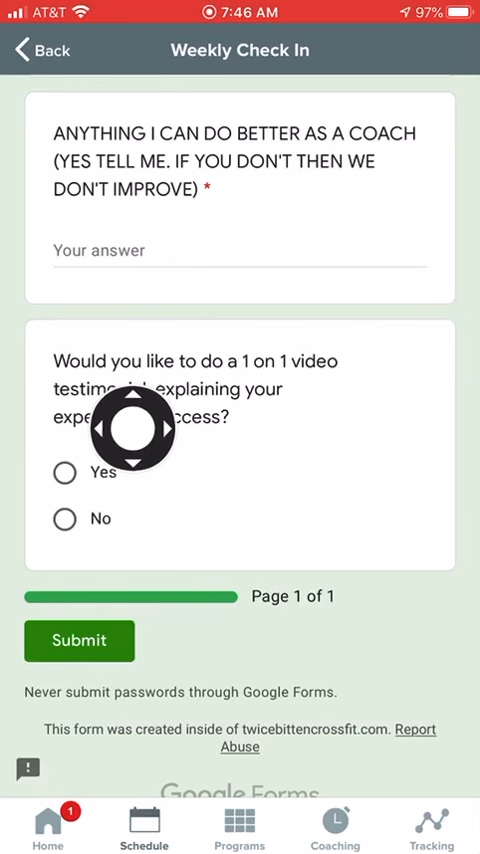 AT&T 7:46 AM 97%
Back Weekly Check In
ANYTHING I CAN DO BETTER AS A COACH
(YES TELL ME. IF YOU DON'T THEN WE
DON'T IMPROVE) *
Your answer
Would you like to do a 1 on 1 video
explaining your
Yes
No
Page 1 of 1
Submit
Never submit passwords through Google Forms.
This form was created inside of twicebittencrossfit.com. Report
Abuse
Google Forms
1
Home Schedule Programs Coaching Tracking